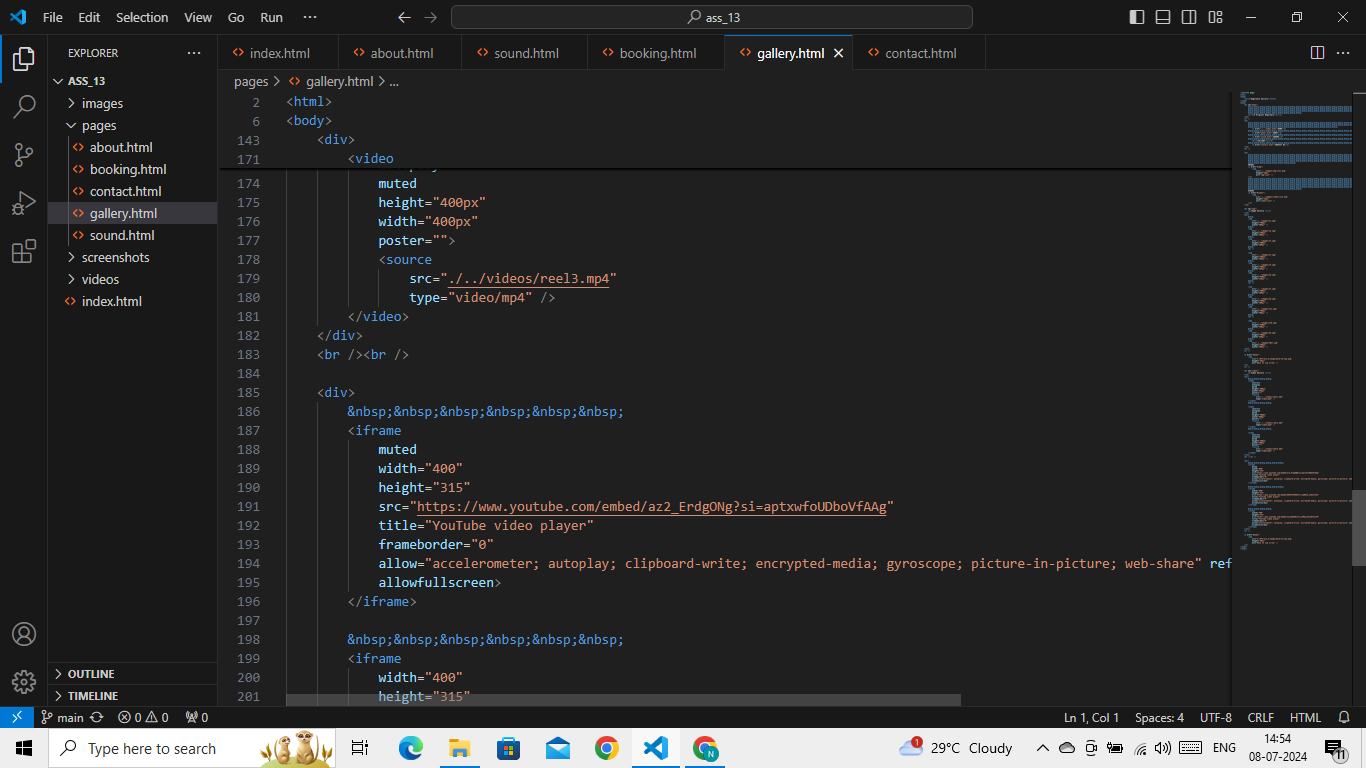 File Edit Selection View Go Run ··· ass_13
EXPLORER ···
ASS_13
images
pages
about.html
booking.html
contact.html
gallery.html
sound.html
screenshots
videos
index.html
OUTLINE
TIMELINE
index.html about.html sound.html booking.html gallery.html contact.html
pages > gallery.html > ...
2 <html>
6 <body>
143 <div>
171 <video
174 muted
175 height="400px"
176 width="400px"
177 poster="">
178 <source
179 src="./../videos/reel3.mp4"
180 type="video/mp4" />
181 </video>
182 </div>
183 <br /><br />
184
185 <div>
186 &nbsp;&nbsp;&nbsp;&nbsp;&nbsp;&nbsp;
187 <iframe
188 muted
189 width="400"
190 height="315"
191 src="https://www.youtube.com/embed/az2_ErdgONg?si=aptxwfoUDboVfAAg"
192 title="YouTube video player"
193 frameborder="0"
194 allow="accelerometer; autoplay; clipboard-write; encrypted-media; gyroscope; picture-in-picture; web-share" ref
195 allowfullscreen>
196 </iframe>
197
198 &nbsp;&nbsp;&nbsp;&nbsp;&nbsp;&nbsp;
199 <iframe
200 width="400"
201 height="315"
main 0 0 0 Ln 1, Col 1 Spaces: 4 UTF-8 CRLF HTML
Type here to search 1 29°C Cloudy ENG 14:54 08-07-2024 11